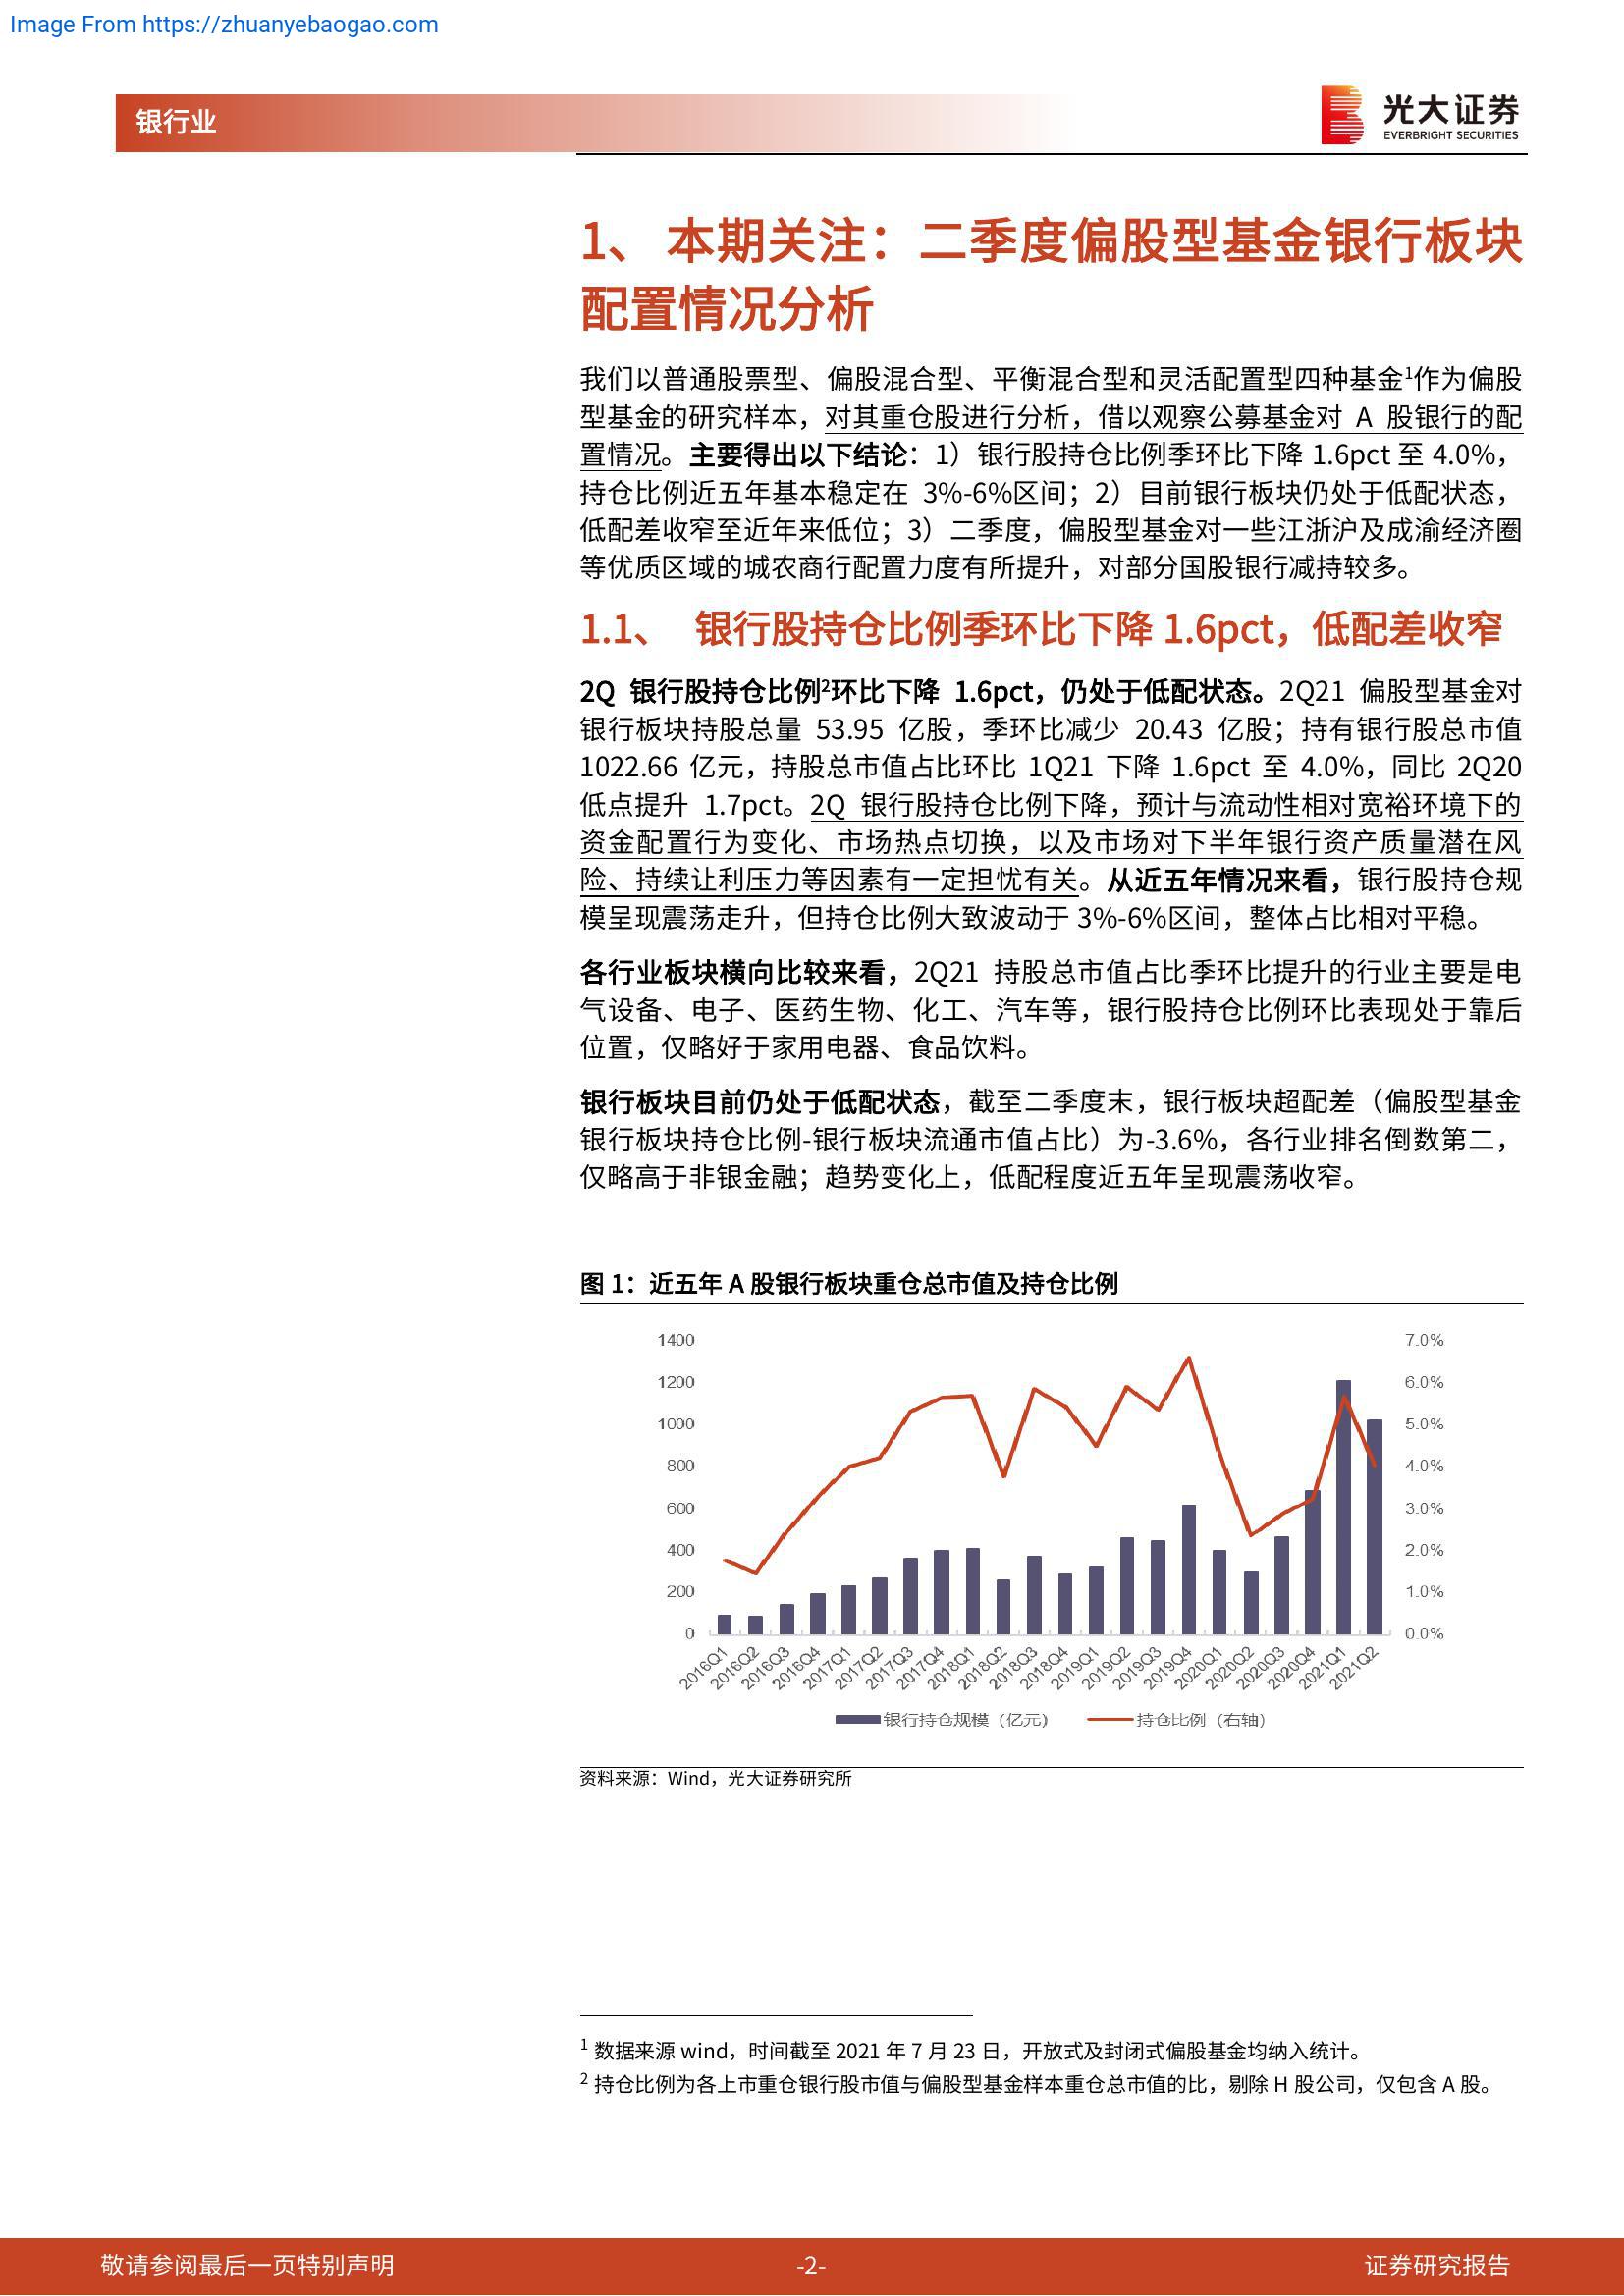 Image From https://zhuanyebaogao.com
银行业
光大证券
EVERBRIGHT SECURITIES
1、 本期关注：二季度偏股型基金银行板块
配置情况分析
我们以普通股票型、偏股混合型、平衡混合型和灵活配置型四种基金1作为偏股
型基金的研究样本，对其重仓股进行分析，借以观察公募基金对 A 股银行的配
置情况。主要得出以下结论：1）银行股持仓比例季环比下降 1.6pct 至 4.0%，
持仓比例近五年基本稳定在 3%-6%区间；2）目前银行板块仍处于低配状态，
低配差收窄至近年来低位；3）二季度，偏股型基金对一些江浙沪及成渝经济圈
等优质区域的城农商行配置力度有所提升，对部分国股银行减持较多。
1.1、 银行股持仓比例季环比下降 1.6pct，低配差收窄
2Q 银行股持仓比例2环比下降 1.6pct，仍处于低配状态。2Q21 偏股型基金对
银行板块持股总量 53.95 亿股，季环比减少 20.43 亿股；持有银行股总市值
1022.66 亿元，持股总市值占比环比 1Q21 下降 1.6pct 至 4.0%，同比 2Q20
低点提升 1.7pct。2Q 银行股持仓比例下降，预计与流动性相对宽裕环境下的
资金配置行为变化、市场热点切换，以及市场对下半年银行资产质量潜在风
险、持续让利压力等因素有一定担忧有关。从近五年情况来看，银行股持仓规
模呈现震荡走升，但持仓比例大致波动于 3%-6%区间，整体占比相对平稳。
各行业板块横向比较来看，2Q21 持股总市值占比季环比提升的行业主要是电
气设备、电子、医药生物、化工、汽车等，银行股持仓比例环比表现处于靠后
位置，仅略好于家用电器、食品饮料。
银行板块目前仍处于低配状态，截至二季度末，银行板块超配差（偏股型基金
银行板块持仓比例-银行板块流通市值占比）为-3.6%，各行业排名倒数第二，
仅略高于非银金融；趋势变化上，低配程度近五年呈现震荡收窄。
图 1：近五年 A 股银行板块重仓总市值及持仓比例
1400 7.0%
1200 6.0%
1000 5.0%
800 4.0%
600 3.0%
400 2.0%
200 1.0%
0 0.0%
2016Q1 2016Q2 2016Q3 2016Q4 2017Q1 2017Q2 2017Q3 2017Q4 2018Q1 2018Q2 2018Q3 2018Q4 2019Q1 2019Q2 2019Q3 2019Q4 2020Q1 2020Q2 2020Q3 2020Q4 2021Q1 2021Q2
银行持仓规模（亿元） 持仓比例（右轴）
资料来源：Wind，光大证券研究所
1 数据来源 wind，时间截至 2021 年 7 月 23 日，开放式及封闭式偏股基金均纳入统计。
2 持仓比例为各上市重仓银行股市值与偏股型基金样本重仓总市值的比，剔除 H 股公司，仅包含 A 股。
敬请参阅最后一页特别声明 -2- 证券研究报告